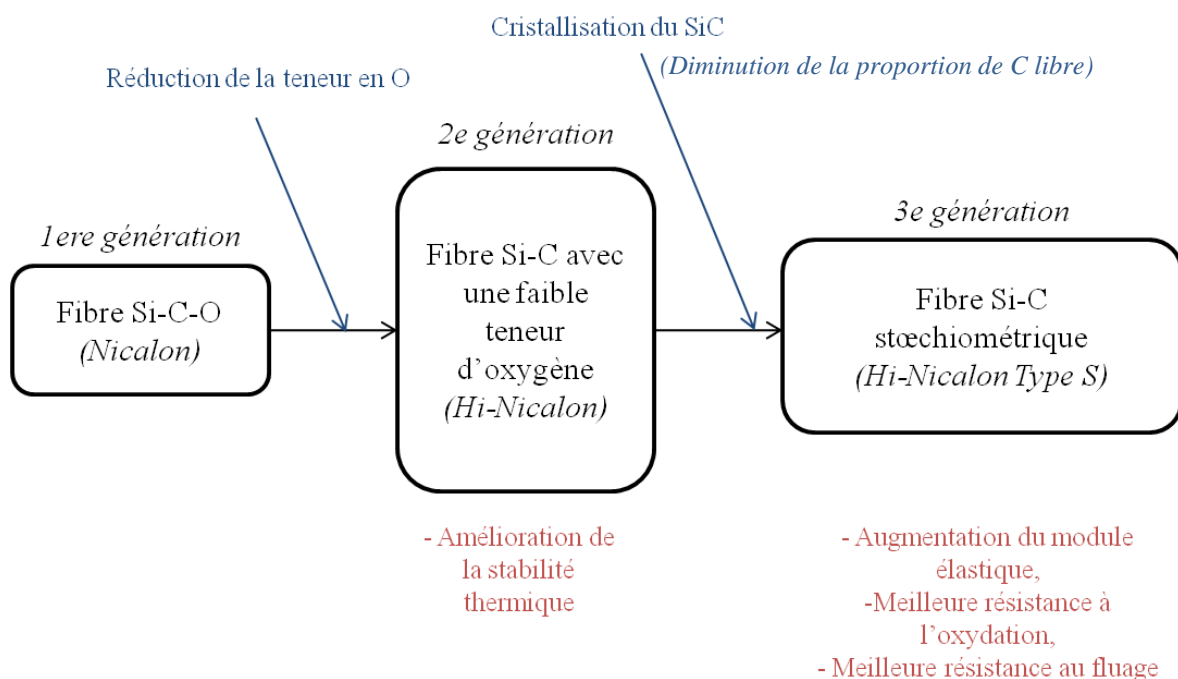 Cristallisation du SiC
(Diminution de la proportion de C libre)
Réduction de la teneur en O
2e génération
3e génération
1ere génération
Fibre Si-C-O
(Nicalon)
Fibre Si-C avec
une faible
teneur
d’oxygène
(Hi-Nicalon)
Fibre Si-C
stœchiométrique
(Hi-Nicalon Type S)
- Amélioration de
la stabilité
thermique
- Augmentation du module
élastique,
-Meilleure résistance à
l’oxydation,
- Meilleure résistance au fluage